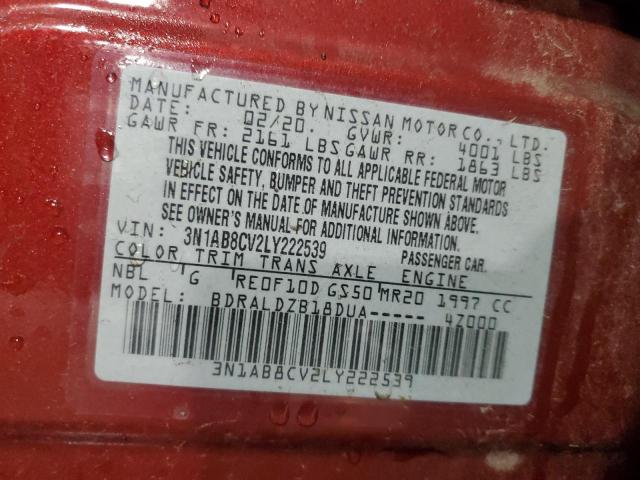 MANUFACTURED BY NISSAN MOTOR CO., LTD.
DATE: 02/20. GVWR: 4001 LBS
GAWR FR: 2161 LBS GAWR RR: 1863 LBS
THIS VEHICLE CONFORMS TO ALL APPLICABLE FEDERAL MOTOR
VEHICLE SAFETY, BUMPER AND THEFT PREVENTION STANDARDS
IN EFFECT ON THE DATE OF MANUFACTURE SHOWN ABOVE.
SEE OWNER'S MANUAL FOR ADDITIONAL INFORMATION.
VIN: 3N1AB8CV2LY222539 PASSENGER CAR.
COLOR TRIM TRANS AXLE ENGINE
NBL G RE0F10D GS50 MR20 1997 CC
MODEL: BDRALDZB18DUA----- 47000
3N1AB8CV2LY222539